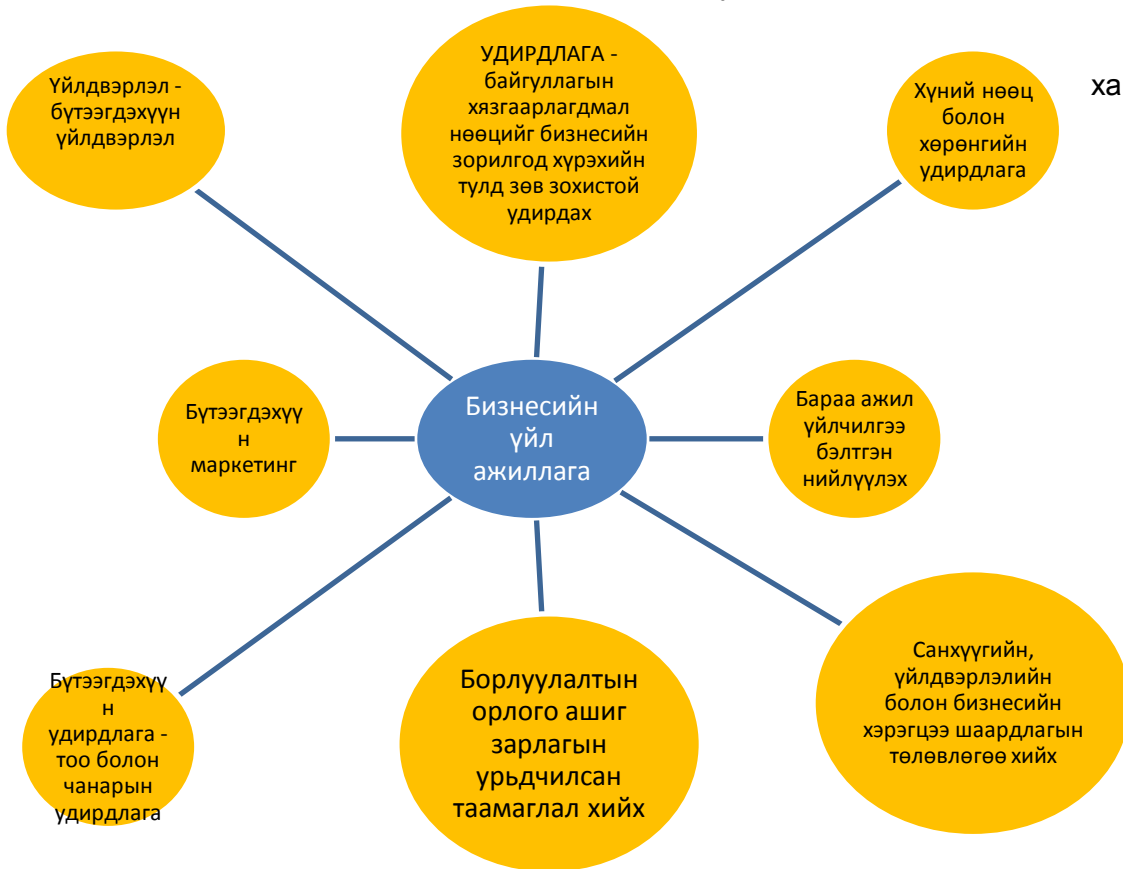 УДИРДЛАГА -
байгуллагын
хязгаарлагдмал
нөөцийг бизнесийн
зорилгод хүрэхийн
тулд зөв зохистой
удирдах
Хүний нөөц
болон
хөрөнгийн
удирдлага
ха
Бараа ажил
үйлчилгээ
бэлтгэн
нийлүүлэх
Санхүүгийн,
үйлдвэрлэлийн
болон бизнесийн
хэрэгцээ шаардлагын
төлөвлөгөө хийх
Борлуулалтын
орлого ашиг
зарлагын
урьдчилсан
таамаглал хийх
Бүтээгдэхүү
н
удирдлага -
тоо болон
чанарын
удирдлага
Бүтээгдэхүү
н
маркетинг
Үйлдвэрлэл -
бүтээгдэхүүн
үйлдвэрлэл
Бизнесийн
үйл
ажиллага